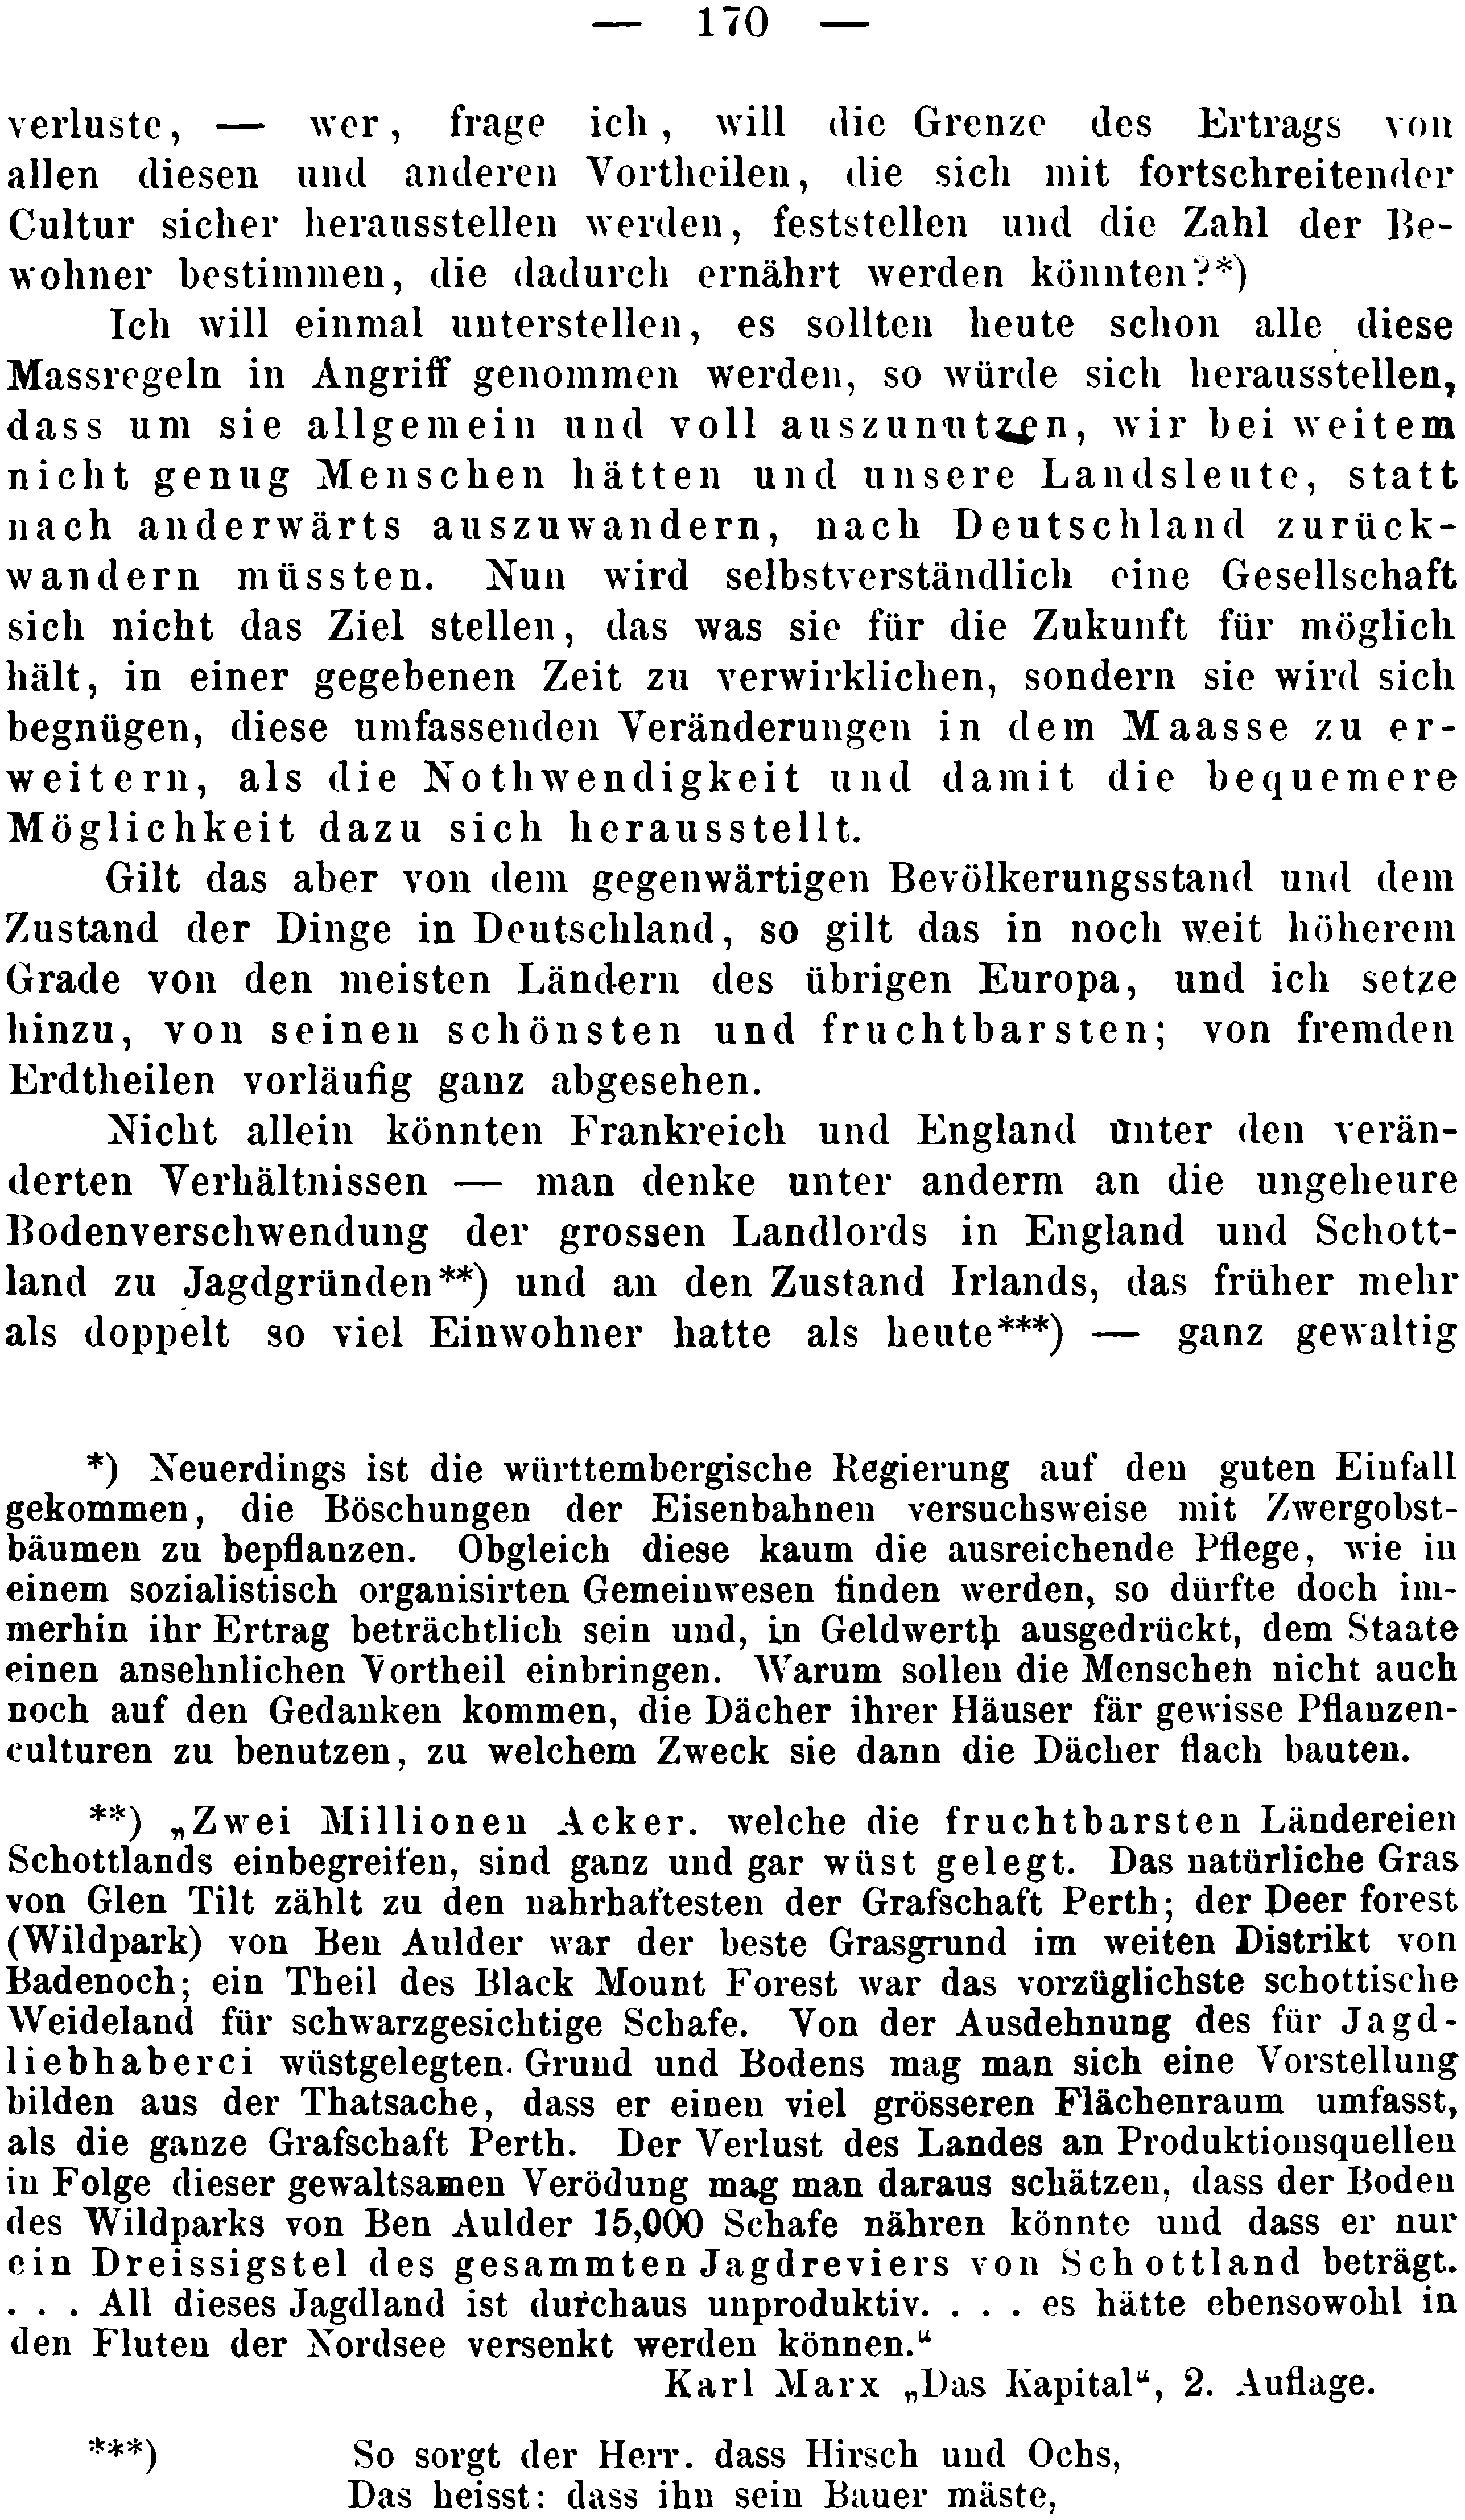 — 170 —
verluste, — wer, frage ich, will die Grenze des Ertrags von
allen diesen und anderen Vortheilen, die sich mit fortschreitender
Cultur sicher herausstellen werden, feststellen und die Zahl der Be-
wohner bestimmen, die dadurch ernährt werden könnten?*)
Ich will einmal unterstellen, es sollten heute schon alle diese
Massregeln in Angriff genommen werden, so würde sich herausstellen,
dass um sie allgemein und voll auszunutzen, wir bei weitem
nicht genug Menschen hätten und unsere Landsleute, statt
nach anderwärts auszuwandern, nach Deutschland zurück-
wandern müssten. Nun wird selbstverständlich eine Gesellschaft
sich nicht das Ziel stellen, das was sie für die Zukunft für möglich
hält, in einer gegebenen Zeit zu verwirklichen, sondern sie wird sich
begnügen, diese umfassenden Veränderungen in dem Maasse zu er-
weitern, als die Nothwendigkeit und damit die bequemere
Möglichkeit dazu sich herausstellt.
Gilt das aber von dem gegenwärtigen Bevölkerungsstand und dem
Zustand der Dinge in Deutschland, so gilt das in noch weit höherem
Grade von den meisten Ländern des übrigen Europa, und ich setze
hinzu, von seinen schönsten und fruchtbarsten; von fremden
Erdtheilen vorläufig ganz abgesehen.
Nicht allein könnten Frankreich und England unter den verän-
derten Verhältnissen — man denke unter anderm an die ungeheure
Bodenverschwendung der grossen Landlords in England und Schott-
land zu Jagdgründen**) und an den Zustand Irlands, das früher mehr
als doppelt so viel Einwohner hatte als heute***) — ganz gewaltig
*) Neuerdings ist die württembergische Regierung auf den guten Einfall
gekommen, die Böschungen der Eisenbahnen versuchsweise mit Zwergobst-
bäumen zu bepflanzen. Obgleich diese kaum die ausreichende Pflege, wie in
einem sozialistisch organisirten Gemeinwesen finden werden, so dürfte doch im-
merhin ihr Ertrag beträchtlich sein und, in Geldwerth ausgedrückt, dem Staate
einen ansehnlichen Vortheil einbringen. Warum sollen die Menschen nicht auch
noch auf den Gedanken kommen, die Dächer ihrer Häuser fär gewisse Pflanzen-
culturen zu benutzen, zu welchem Zweck sie dann die Dächer flach bauten.
**) „Zwei Millionen Acker. welche die fruchtbarsten Ländereien
Schottlands einbegreifen, sind ganz und gar wüst gelegt. Das natürliche Gras
von Glen Tilt zählt zu den nahrhaftesten der Grafschaft Perth; der Deer forest
(Wildpark) von Ben Aulder war der beste Grasgrund im weiten Distrikt von
Badenoch; ein Theil des Black Mount Forest war das vorzüglichste schottische
Weideland für schwarzgesichtige Schafe. Von der Ausdehnung des für Jagd-
liebhaberei wüstgelegten Grund und Bodens mag man sich eine Vorstellung
bilden aus der Thatsache, dass er einen viel grösseren Flächenraum umfasst,
als die ganze Grafschaft Perth. Der Verlust des Landes an Produktionsquellen
in Folge dieser gewaltsamen Verödung mag man daraus schätzen, dass der Boden
des Wildparks von Ben Aulder 15,000 Schafe nähren könnte und dass er nur
ein Dreissigstel des gesammten Jagdreviers von Schottland beträgt.
. . . All dieses Jagdland ist durchaus unproduktiv. . . . es hätte ebensowohl in
den Fluten der Nordsee versenkt werden können.“
Karl Marx „Das Kapital“, 2. Auflage.
***) So sorgt der Herr. dass Hirsch und Ochs,
Das heisst: dass ihn sein Bauer mäste,